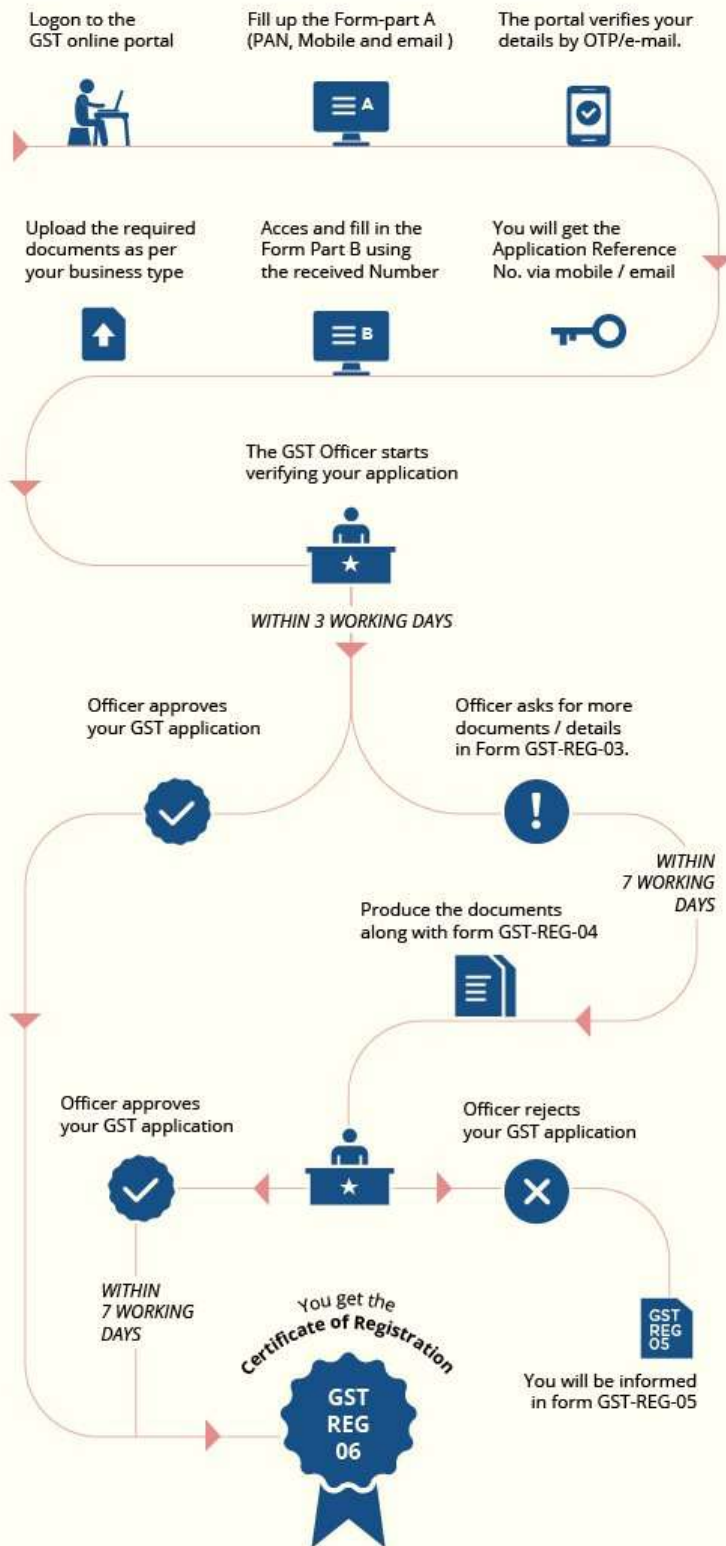 Logon to the
GST online portal
Fill up the Form-part A
(PAN, Mobile and email )
The portal verifies your
details by OTP/e-mail.
A
You will get the
Application Reference
No. via mobile / email
Acces and fill in the
Form Part B using
the received Number
B
Upload the required
documents as per
your business type
The GST Officer starts
verifying your application
WITHIN 3 WORKING DAYS
Officer approves
your GST application
Officer asks for more
documents / details
in Form GST-REG-03.
!
WITHIN
7 WORKING
DAYS
Produce the documents
along with form GST-REG-04
Officer approves
your GST application
Officer rejects
your GST application
WITHIN
7 WORKING
DAYS
GST
REG
05
You will be informed
in form GST-REG-05
You get the
Certificate of Registration
GST
REG
06